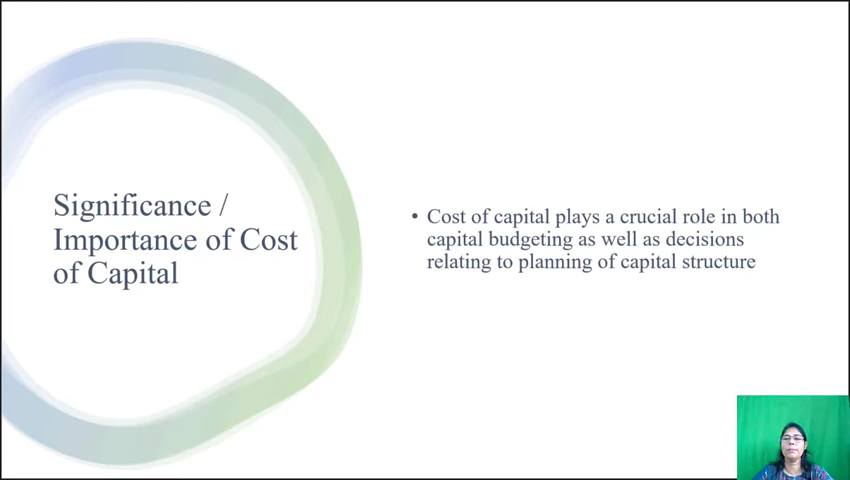 Significance /
Importance of Cost
of Capital
• Cost of capital plays a crucial role in both
capital budgeting as well as decisions
relating to planning of capital structure